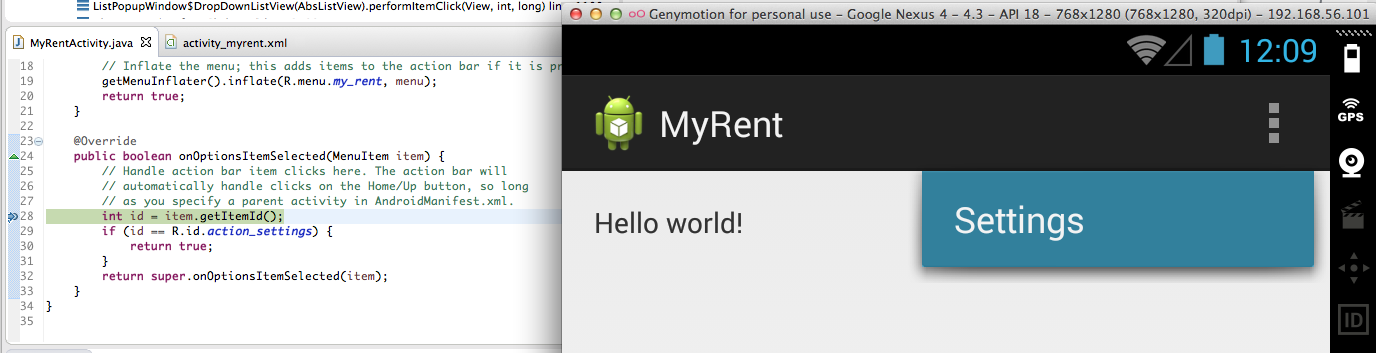 ListPopupWindow$DropDownListView(AbsListView).performItemClick(View, int, long) line:
MyRentActivity.java
activity_myrent.xml
18 // Inflate the menu; this adds items to the action bar if it is
19 getMenuInflater().inflate(R.menu.my_rent, menu);
20 return true;
21 }
22
23 @Override
24 public boolean onOptionsItemSelected(MenuItem item) {
25 // Handle action bar item clicks here. The action bar will
26 // automatically handle clicks on the Home/Up button, so long
27 // as you specify a parent activity in AndroidManifest.xml.
28 int id = item.getItemId();
29 if (id == R.id.action_settings) {
30 return true;
31 }
32 return super.onOptionsItemSelected(item);
33 }
34 }
35
Genymotion for personal use – Google Nexus 4 – 4.3 – API 18 – 768x1280 (768x1280, 320dpi) – 192.168.56.101
12:09
MyRent
Hello world!
Settings
GPS
ID